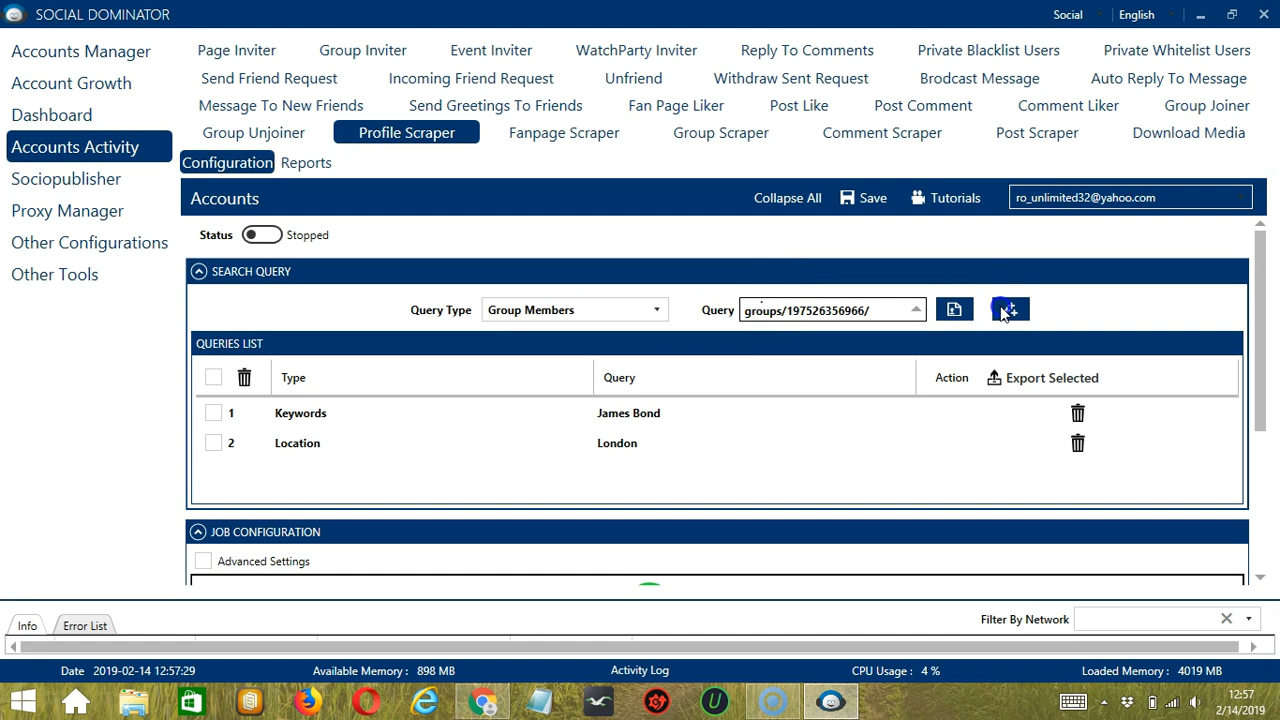 SOCIAL DOMINATOR
Social
English
Accounts Manager
Account Growth
Dashboard
Accounts Activity
Sociopublisher
Proxy Manager
Other Configurations
Other Tools
Page Inviter Group Inviter Event Inviter WatchParty Inviter Reply To Comments Private Blacklist Users Private Whitelist Users
Send Friend Request Incoming Friend Request Unfriend Withdraw Sent Request Brodcast Message Auto Reply To Message
Message To New Friends Send Greetings To Friends Fan Page Liker Post Like Post Comment Comment Liker Group Joiner
Group Unjoiner Profile Scraper Fanpage Scraper Group Scraper Comment Scraper Post Scraper Download Media
Configuration Reports
Accounts Collapse All Save Tutorials ro_unlimited32@yahoo.com
Status Stopped
SEARCH QUERY
Query Type Group Members Query groups/197526356966/
QUERIES LIST
Type Query Action Export Selected
1 Keywords James Bond
2 Location London
JOB CONFIGURATION
Advanced Settings
Info Error List Filter By Network
Date 2019-02-14 12:57:29 Available Memory : 898 MB Activity Log CPU Usage : 4 % Loaded Memory : 4019 MB
12:57
2/14/2019